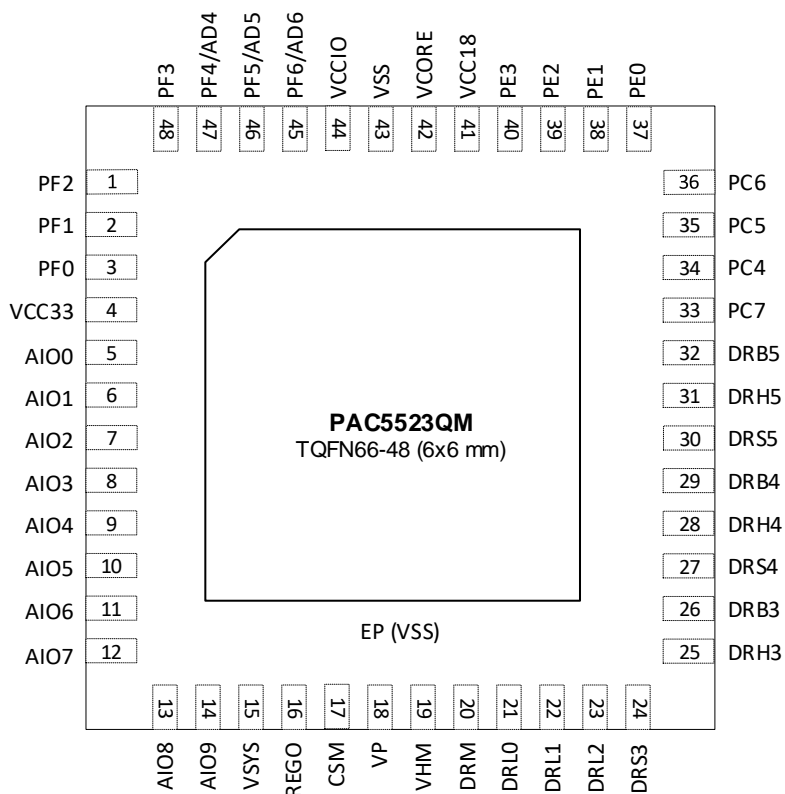 PF3
PF4/AD4
PF5/AD5
PF6/AD6
VCCIO
VSS
VCORE
VCC18
PE3
PE2
PE1
PE0
48
47
46
45
44
43
42
41
40
39
38
37
PF2 1
PF1 2
PF0 3
VCC33 4
AIO0 5
AIO1 6
AIO2 7
AIO3 8
AIO4 9
AIO5 10
AIO6 11
AIO7 12
PAC5523QM
TQFN66-48 (6x6 mm)
EP (VSS)
36 PC6
35 PC5
34 PC4
33 PC7
32 DRB5
31 DRH5
30 DRS5
29 DRB4
28 DRH4
27 DRS4
26 DRB3
25 DRH3
13
14
15
16
17
18
19
20
21
22
23
24
AIO8
AIO9
VSYS
REGO
CSM
VP
VHM
DRM
DRL0
DRL1
DRL2
DRS3